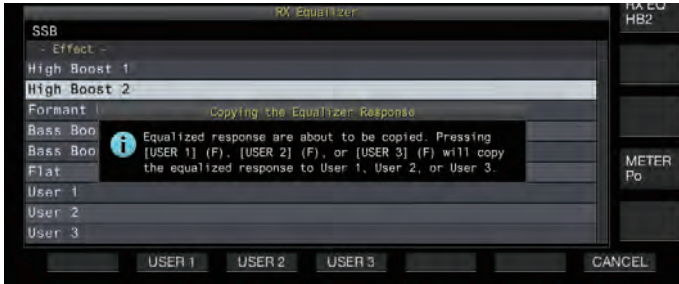 RX Equalizer
RX EQ
HB2
SSB
- Effect -
High Boost 1
High Boost 2
Formant
Copying the Equalizer Response
Bass Boo
Bass Boo
Equalized response are about to be copied. Pressing
[USER 1] (F), [USER 2] (F), or [USER 3] (F) will copy
the equalized response to User 1, User 2, or User 3.
Flat
METER
Po
User 1
User 2
User 3
USER 1
USER 2
USER 3
CANCEL